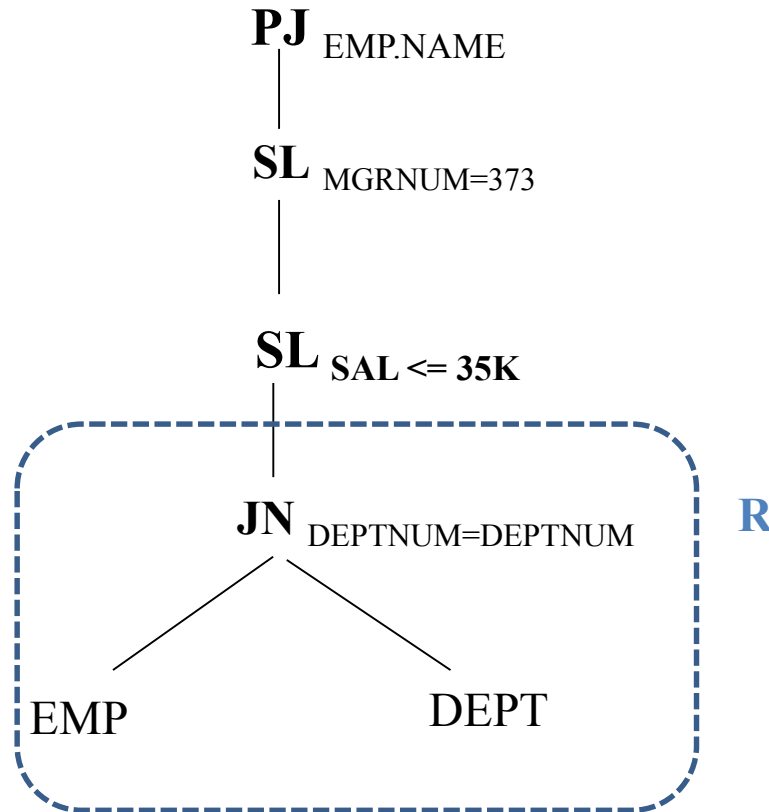 PJ EMP.NAME
SL MGRNUM=373
SL SAL <= 35K
JN DEPTNUM=DEPTNUM
R
EMP
DEPT